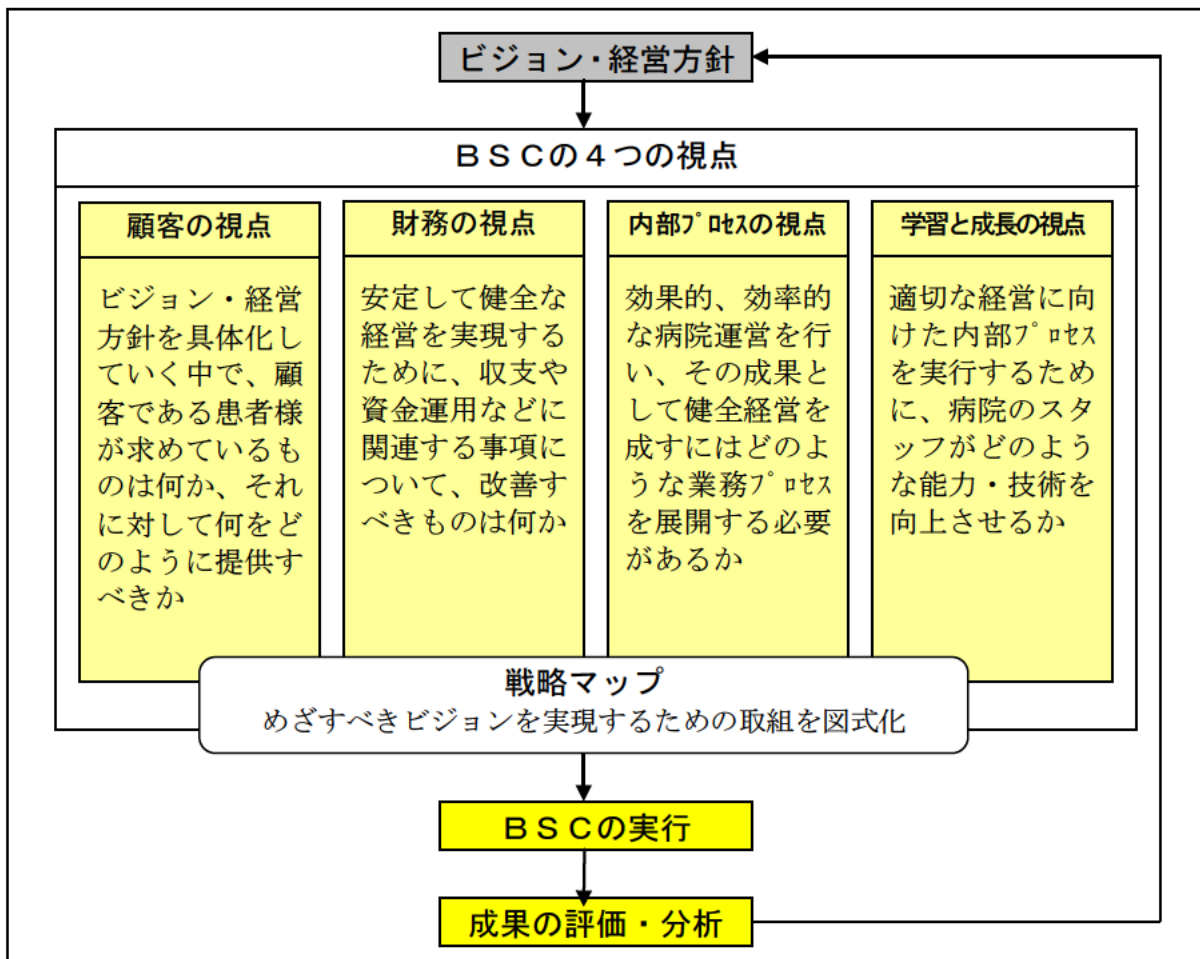 ビジョン・経営方針
ＢＳＣの４つの視点
顧客の視点
ビジョン・経営
方針を具体化し
ていく中で、顧
客である患者様
が求めているも
のは何か、それ
に対して何をど
のように提供す
べきか
財務の視点
安定して健全な
経営を実現する
ために、収支や
資金運用などに
関連する事項に
ついて、改善す
べきものは何か
内部ﾌﾟﾛｾｽの視点
効果的、効率的
な病院運営を行
い、その成果と
して健全経営を
成すにはどのよ
うな業務ﾌﾟﾛｾｽ
を展開する必要
があるか
学習と成長の視点
適切な経営に向
けた内部ﾌﾟﾛｾｽ
を実行するため
に、病院のスタ
ッフがどのよう
な能力・技術を
向上させるか
戦略マップ
めざすべきビジョンを実現するための取組を図式化
ＢＳＣの実行
成果の評価・分析